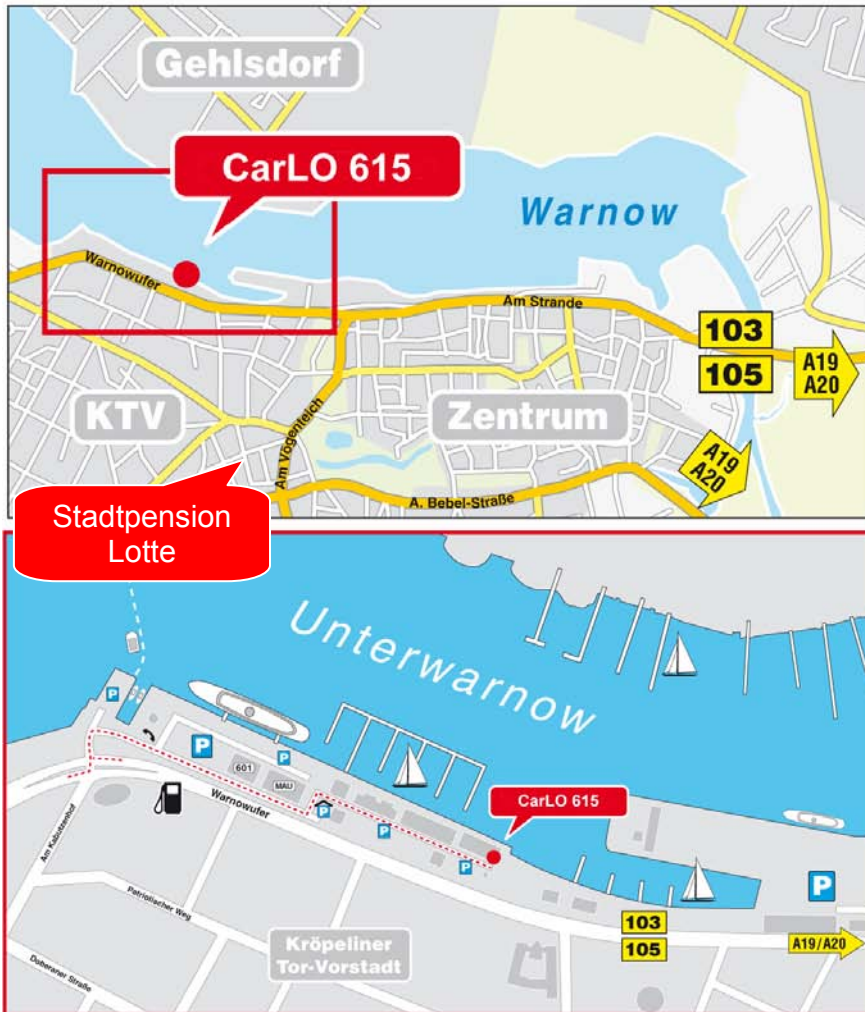 Gehlsdorf
CarLO 615
Warnow
Warnowufer
Am Strande
103
105
A19
A20
KTV
Zentrum
Am Vögenteich
A19
A20
A. Bebel-Straße
Stadtpension
Lotte
Unterwarnow
P
P
P
P
601
MAU
Warnowufer
P
CarLO 615
P
P
P
Am Kabutzenhof
Patriotischer Weg
103
105
A19/A20
Kröpeliner
Tor-Vorstadt
Doberaner Straße